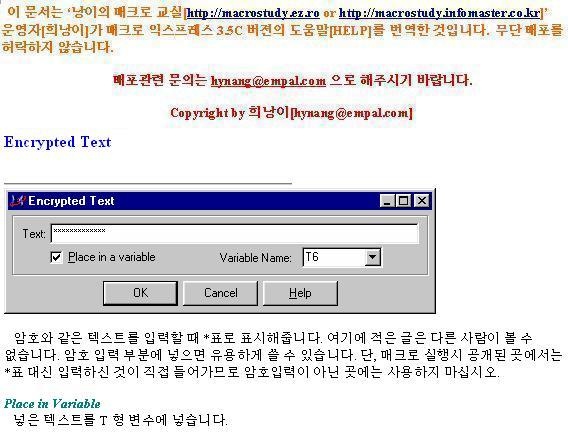 이 문서는 ‘낭이의 매크로 교실[http://macrostudy.ez.ro or http://macrostudy.infomaster.co.kr]’
운영자[희낭이]가 매크로 익스프레스 3.5C 버젼의 도움말[HELP]를 번역한 것입니다. 무단 배포를
허락하지 않습니다.
배포관련 문의는 hynang@empal.com 으로 해주시기 바랍니다.
Copyright by 희낭이[hynang@empal.com]
Encrypted Text
Encrypted Text
Text: *************
Place in a variable
Variable Name: T6
OK Cancel Help
암호와 같은 텍스트를 입력할 때 *표로 표시해줍니다. 여기에 적은 글은 다른 사람이 볼 수
없습니다. 암호 입력 부분에 넣으면 유용하게 쓸 수 있습니다. 단, 매크로 실행시 공개된 곳에서는
*표 대신 입력하신 것이 직접 들어가므로 암호입력이 아닌 곳에는 사용하지 마십시오.
Place in Variable
넣은 텍스트를 T 형 변수에 넣습니다.